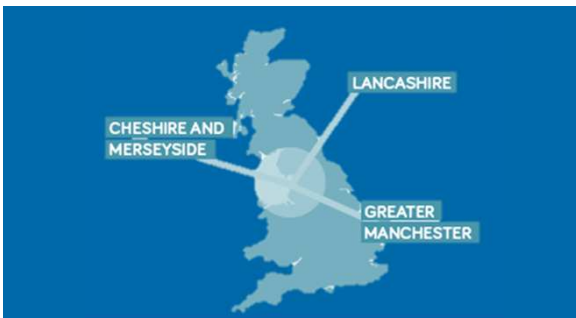 LANCASHIRE
CHESHIRE AND
MERSEYSIDE
GREATER
MANCHESTER